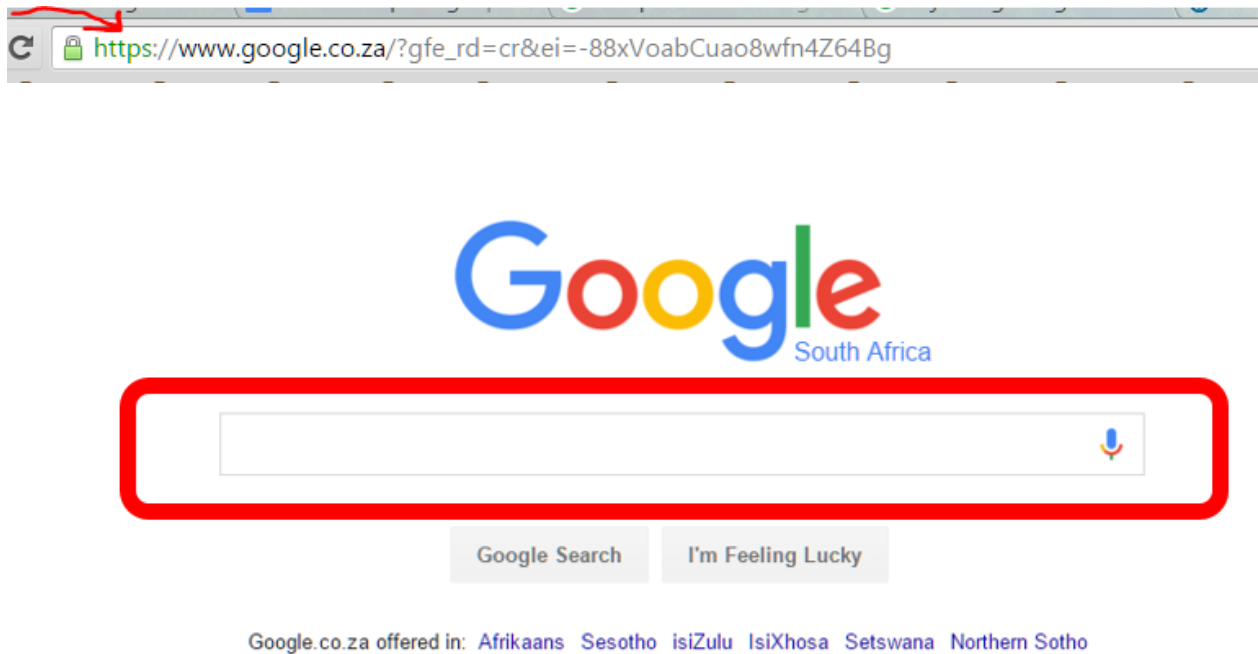 https://www.google.co.za/?gfe_rd=cr&ei=-88xVoabCuao8wfn4Z64Bg
Google
South Africa
Google Search I'm Feeling Lucky
Google.co.za offered in: Afrikaans Sesotho isiZulu IsiXhosa Setswana Northern Sotho